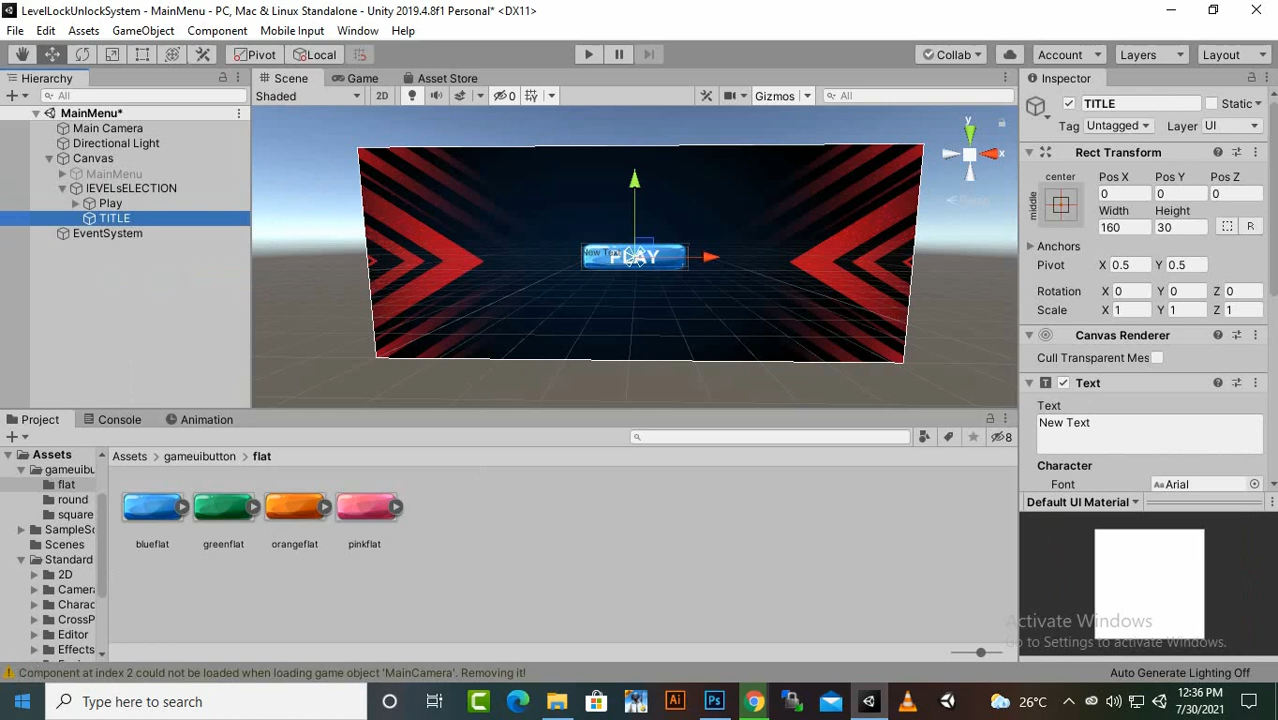 LevelLockUnlockSystem - MainMenu - PC, Mac & Linux Standalone - Unity 2019.4.8f1 Personal* <DX11>
File Edit Assets GameObject Component Mobile Input Window Help
Pivot Local Collab Account Layers Layout
Hierarchy Scene Game Asset Store Inspector
All Shaded 2D 0 Gizmos All
TITLE Static
MainMenu*
Main Camera
Directional Light
Canvas
MainMenu
lEVELsELECTION
Play
TITLE
EventSystem
y
x
Persp
New Text
PLAY
Tag Untagged Layer UI
Rect Transform
center Pos X Pos Y Pos Z
middle 0 0 0
Width Height
160 30 R
Anchors
Pivot X 0.5 Y 0.5
Rotation X 0 Y 0 Z 0
Scale X 1 Y 1 Z 1
Canvas Renderer
Cull Transparent Mes
Text
Text
New Text
Character
Font Arial
Default UI Material
Project Console Animation
8
Assets
gameuibu
flat
round
square
SampleSc
Scenes
Standard
2D
Camera
Charac
CrossP
Editor
Effects
Assets gameuibutton flat
blueflat greenflat orangeflat pinkflat
Activate Windows
Go to Settings to activate Windows.
Component at index 2 could not be loaded when loading game object 'MainCamera'. Removing it!
Auto Generate Lighting Off
Type here to search
Ai Ps
26°C
12:36 PM
7/30/2021